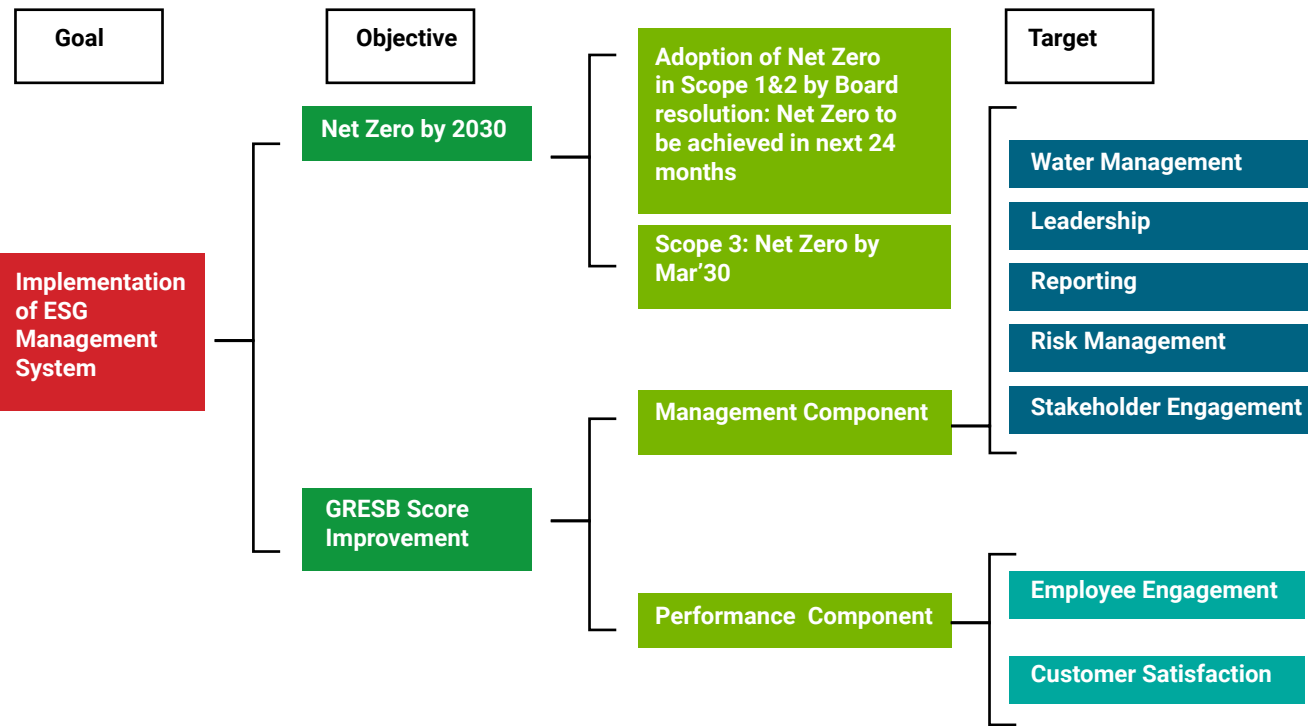 Goal
Objective
Target
Implementation
of ESG
Management
System
Net Zero by 2030
Adoption of Net Zero
in Scope 1&2 by Board
resolution: Net Zero to
be achieved in next 24
months
Scope 3: Net Zero by
Mar’30
GRESB Score
Improvement
Management Component
Water Management
Leadership
Reporting
Risk Management
Stakeholder Engagement
Performance Component
Employee Engagement
Customer Satisfaction